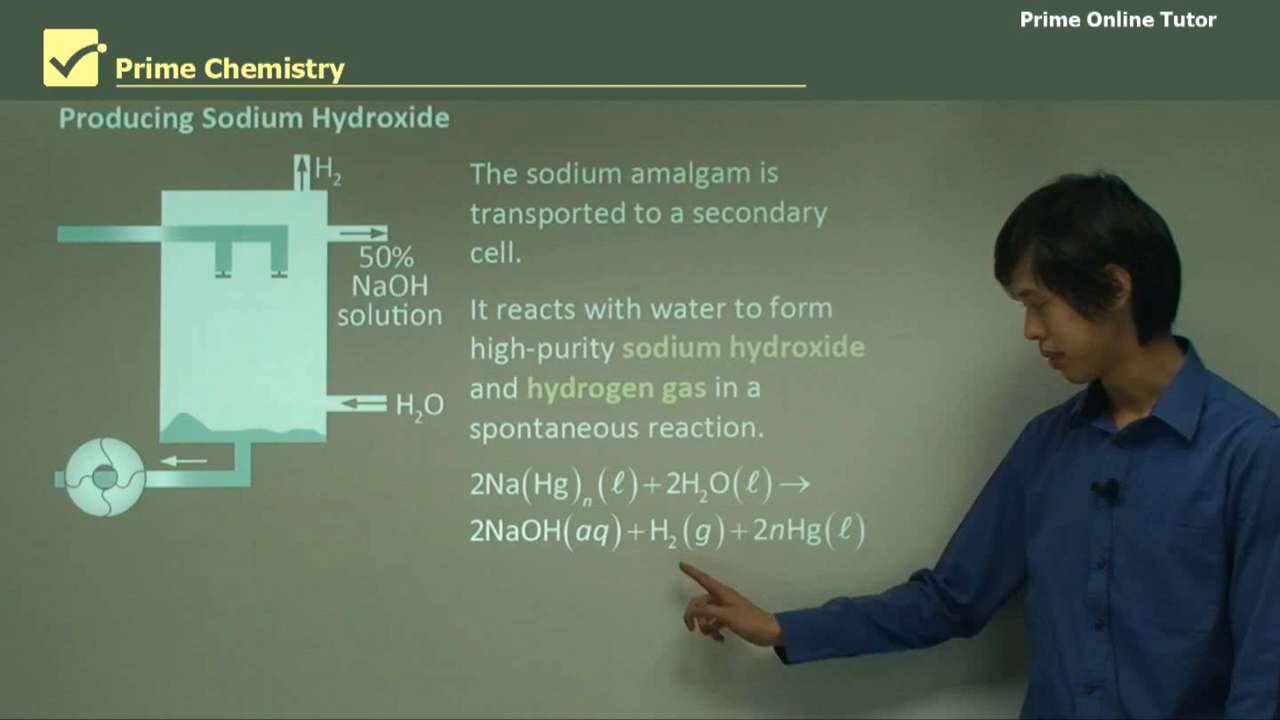 Prime Online Tutor
Prime Chemistry
Producing Sodium Hydroxide
H₂
50%
NaOH
solution
H₂O
The sodium amalgam is
transported to a secondary
cell.
It reacts with water to form
high-purity sodium hydroxide
and hydrogen gas in a
spontaneous reaction.
2Na(Hg)ₙ(ℓ)+2H₂O(ℓ)→
2NaOH(aq)+H₂(g)+2nHg(ℓ)